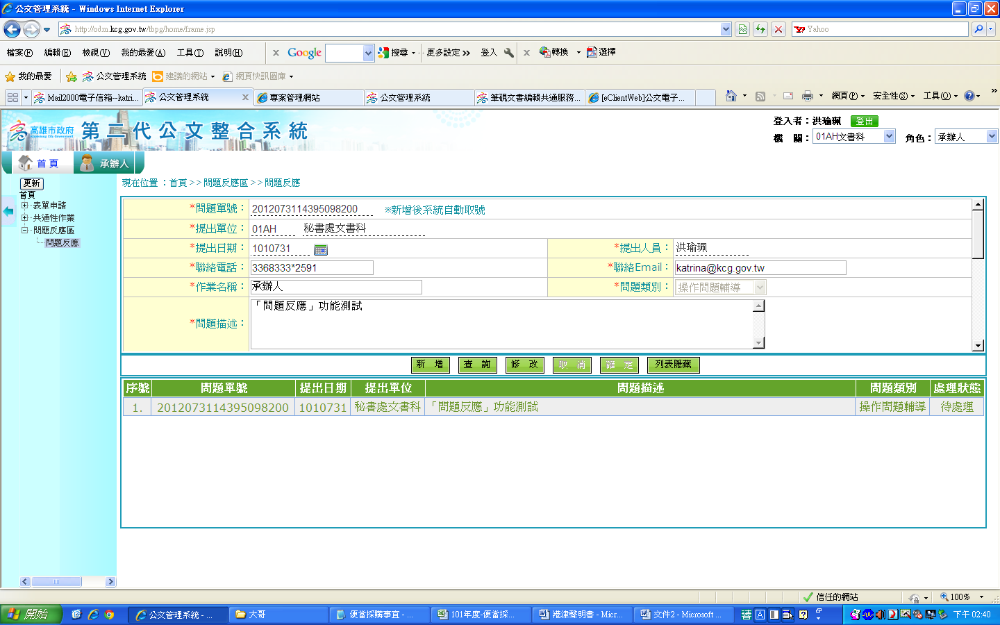 公文管理系統 - Windows Internet Explorer
http://odm.kcg.gov.tw/tbpg/home/frame.jsp
Yahoo
檔案(F) 編輯(E) 檢視(V) 我的最愛(A) 工具(T) 說明(H)
x Google 搜尋 更多設定 >> 登入 x 轉換 選擇
我的最愛 公文管理系統 建議的網站 網頁快訊圖庫
Mail2000電子信箱--katri... 公文管理系統 x 專案管理網站 公文管理系統 筆硯文書編輯共通服務... [eClientWeb]公文電子... 網頁(P) 安全性(S) 工具(O) >>
高雄市政府 第二代公文整合系統
登入者：洪瑜珮 登出
機 關：01AH文書科 角色：承辦人
首頁 承辦人
更新
首頁
表單申請
共通性作業
問題反應區
問題反應
現在位置 ：首頁 >> 問題反應區 >> 問題反應
*問題單號： 2012073114395098200 ※新增後系統自動取號
*提出單位： 01AH 秘書處文書科
*提出日期： 1010731 *提出人員： 洪瑜珮
*聯絡電話： 3368333*2591 *聯絡Email： katrina@kcg.gov.tw
*作業名稱： 承辦人 *問題類別： 操作問題輔導
*問題描述： 「問題反應」功能測試
新 增 查 詢 修 改 取 消 確 定 列表隱藏
序號 問題單號 提出日期 提出單位 問題描述 問題類別 處理狀態
1. 2012073114395098200 1010731 秘書處文書科 「問題反應」功能測試 操作問題輔導 待處理
信任的網站 100%
開始 公文管理系統 - ... 大哥 便當採購事宜 - ... 101年度-便當採... 港津聲明書 - Micr... 文件2 - Microsoft ... A 下午 02:40